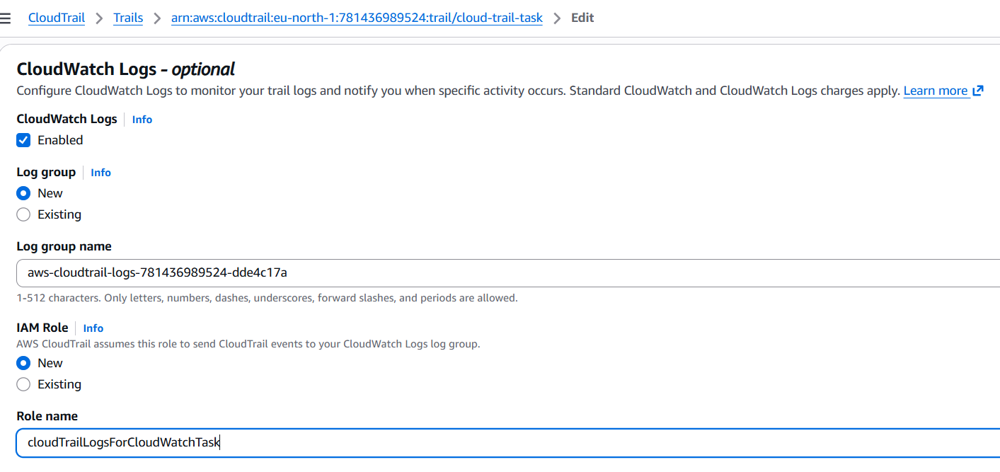 CloudTrail > Trails > arn:aws:cloudtrail:eu-north-1:781436989524:trail/cloud-trail-task > Edit
CloudWatch Logs - optional
Configure CloudWatch Logs to monitor your trail logs and notify you when specific activity occurs. Standard CloudWatch and CloudWatch Logs charges apply. Learn more
CloudWatch Logs | Info
Enabled
Log group | Info
New
Existing
Log group name
aws-cloudtrail-logs-781436989524-dde4c17a
1-512 characters. Only letters, numbers, dashes, underscores, forward slashes, and periods are allowed.
IAM Role | Info
AWS CloudTrail assumes this role to send CloudTrail events to your CloudWatch Logs log group.
New
Existing
Role name
cloudTrailLogsForCloudWatchTask